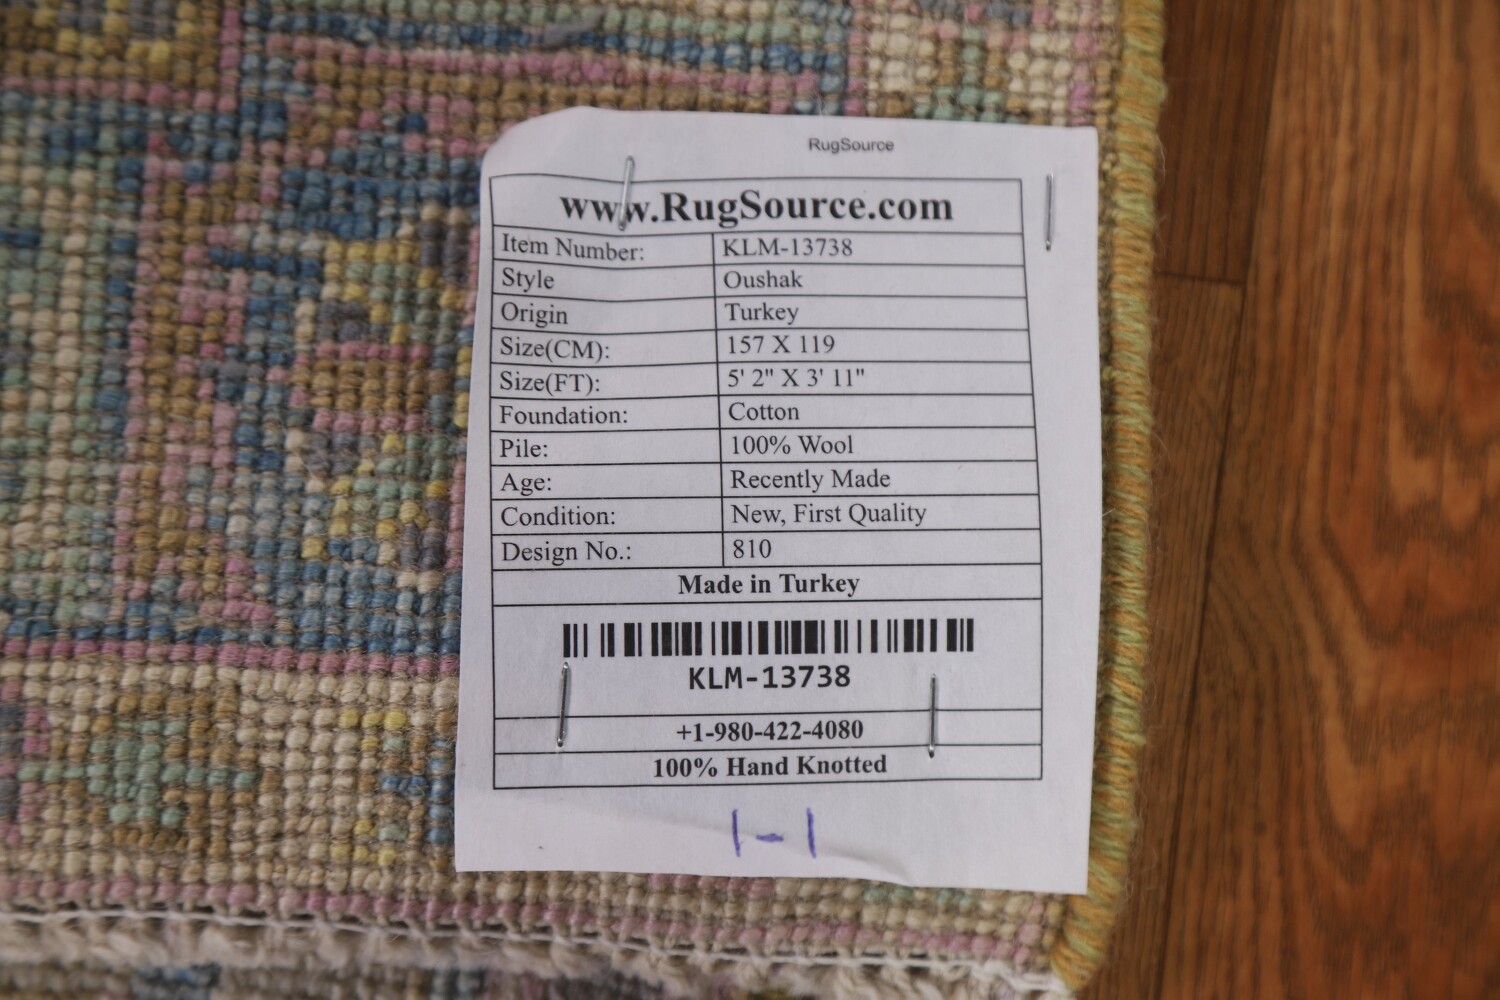 RugSource
www.RugSource.com
Item Number: KLM-13738
Style Oushak
Origin Turkey
Size(CM): 157 X 119
Size(FT): 5' 2" X 3' 11"
Foundation: Cotton
Pile: 100% Wool
Age: Recently Made
Condition: New, First Quality
Design No.: 810
Made in Turkey
KLM-13738
+1-980-422-4080
100% Hand Knotted
1-1